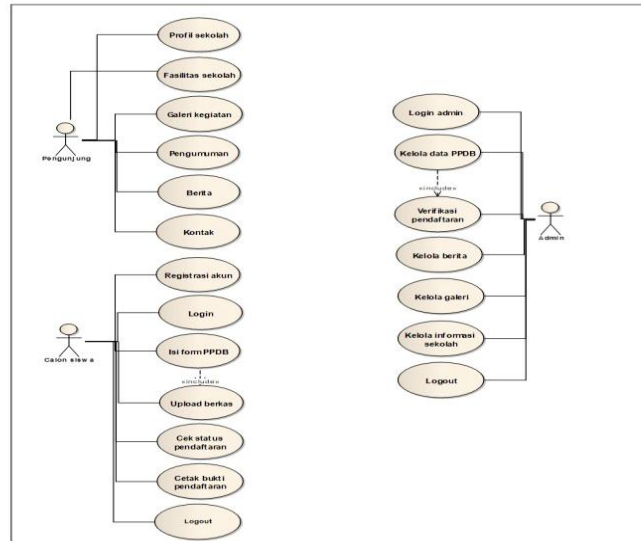 Profil sekolah
Fasilitas sekolah
Galeri kegiatan
Pengunjung
Pengumuman
Berita
Kontak
Registrasi akun
Login
Calon siswa
Isi form PPDB
«include»
Upload berkas
Cek status
pendaftaran
Cetak bukti
pendaftaran
Logout
Login admin
Kelola data PPDB
«include»
Verifikasi
pendaftaran
Admin
Kelola berita
Kelola galeri
Kelola informasi
sekolah
Logout